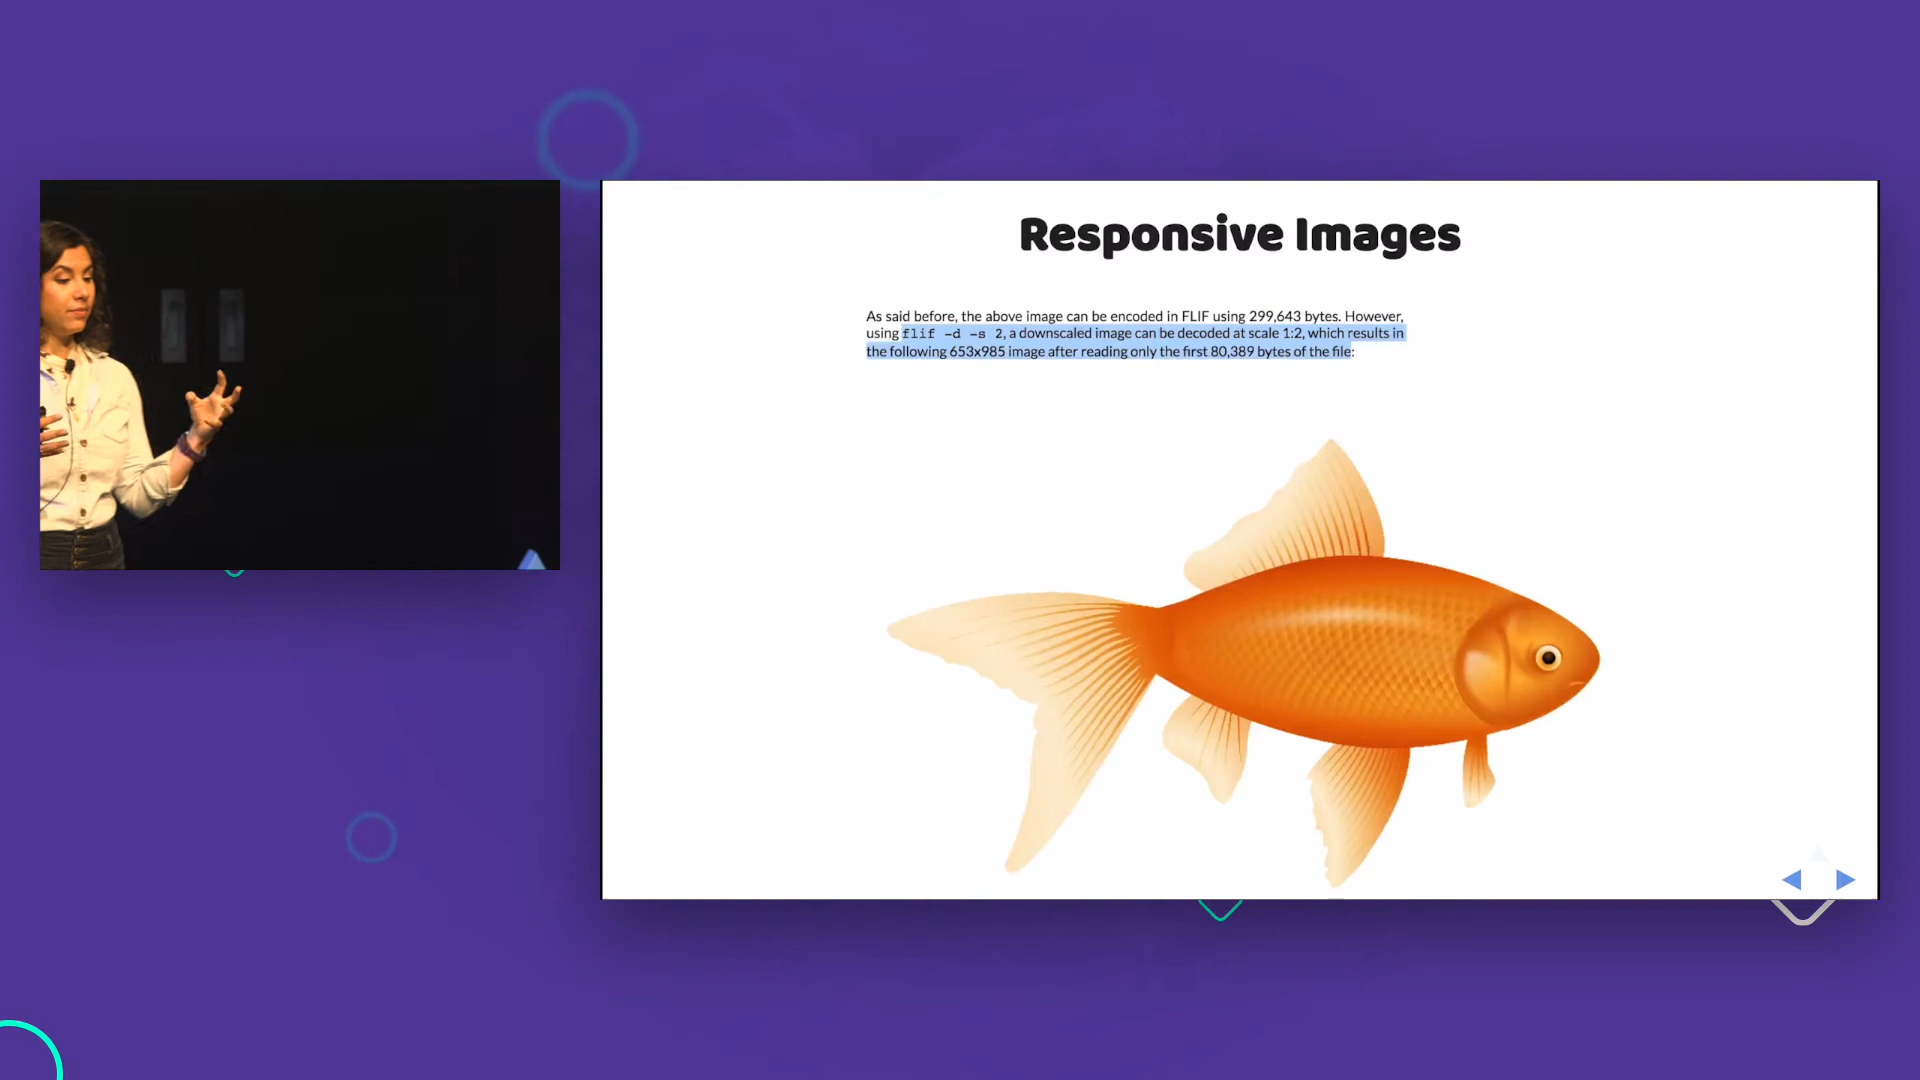 Responsive Images
As said before, the above image can be encoded in FLIF using 299,643 bytes. However,
using flif -d -s 2, a downscaled image can be decoded at scale 1:2, which results in
the following 653x985 image after reading only the first 80,389 bytes of the file: